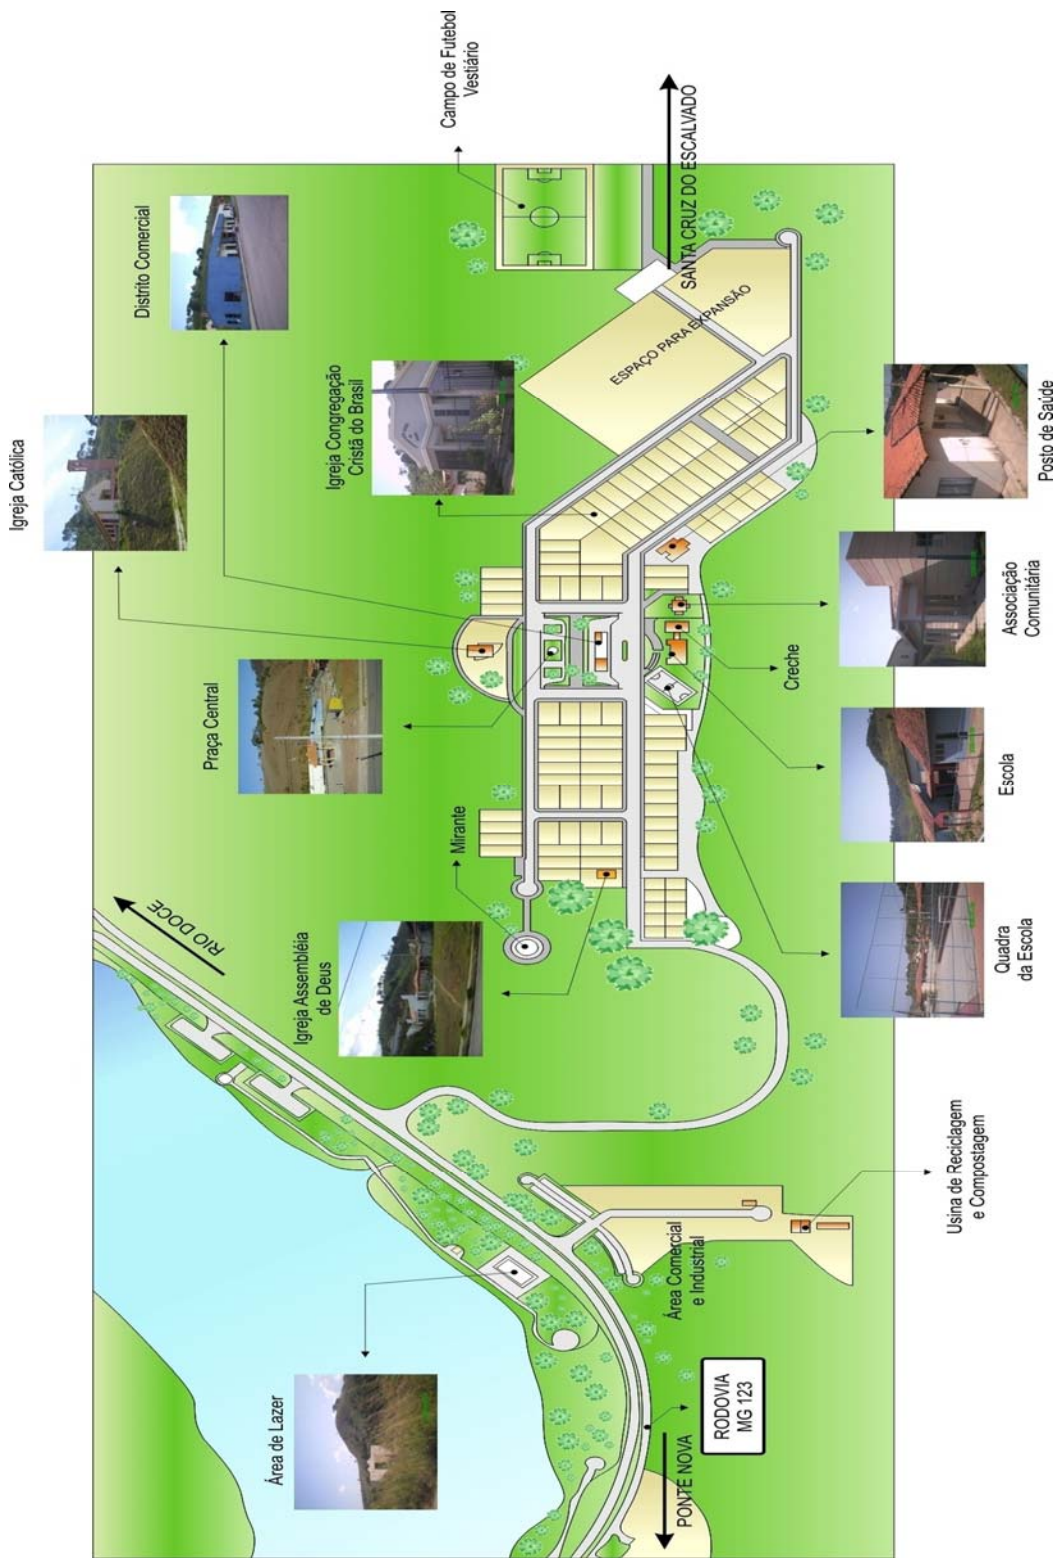 Igreja Católica
Distrito Comercial
Campo de Futebol
Vestiário
Praça Central
Igreja Congregação
Cristã do Brasil
SANTA CRUZ DO ESCALVADO
ESPAÇO PARA EXPANSÃO
Mirante
Igreja Assembléia
de Deus
RIO DOCE
Área de Lazer
Área Comercial
e Industrial
RODOVIA
MG 123
PONTE NOVA
Usina de Reciclagem
e Compostagem
Quadra
da Escola
Escola
Creche
Associação
Comunitária
Posto de Saúde